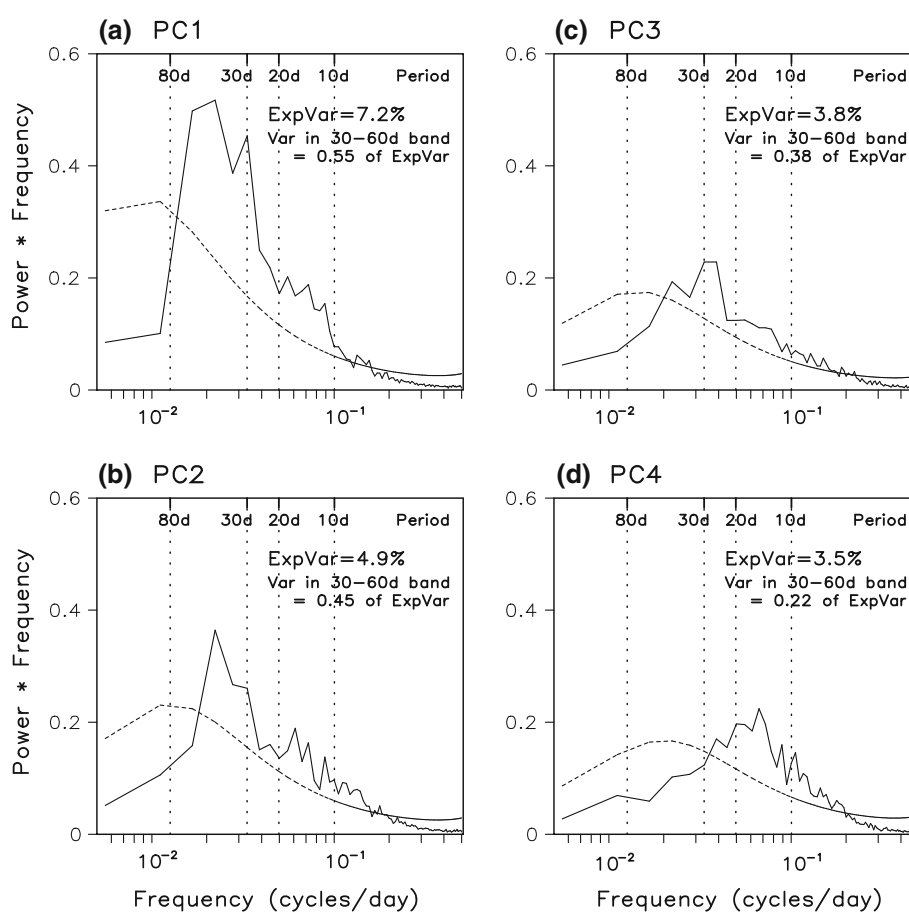 (a) PC1
0.6
80d 30d 20d 10d Period
ExpVar=7.2%
Var in 30-60d band
= 0.55 of ExpVar
0.4
0.2
0
10-2 10-1
Power * Frequency
(c) PC3
0.6
80d 30d 20d 10d Period
ExpVar=3.8%
Var in 30-60d band
= 0.38 of ExpVar
0.4
0.2
0
10-2 10-1
(b) PC2
0.6
80d 30d 20d 10d Period
ExpVar=4.9%
Var in 30-60d band
= 0.45 of ExpVar
0.4
0.2
0
10-2 10-1
Power * Frequency
Frequency (cycles/day)
(d) PC4
0.6
80d 30d 20d 10d Period
ExpVar=3.5%
Var in 30-60d band
= 0.22 of ExpVar
0.4
0.2
0
10-2 10-1
Frequency (cycles/day)